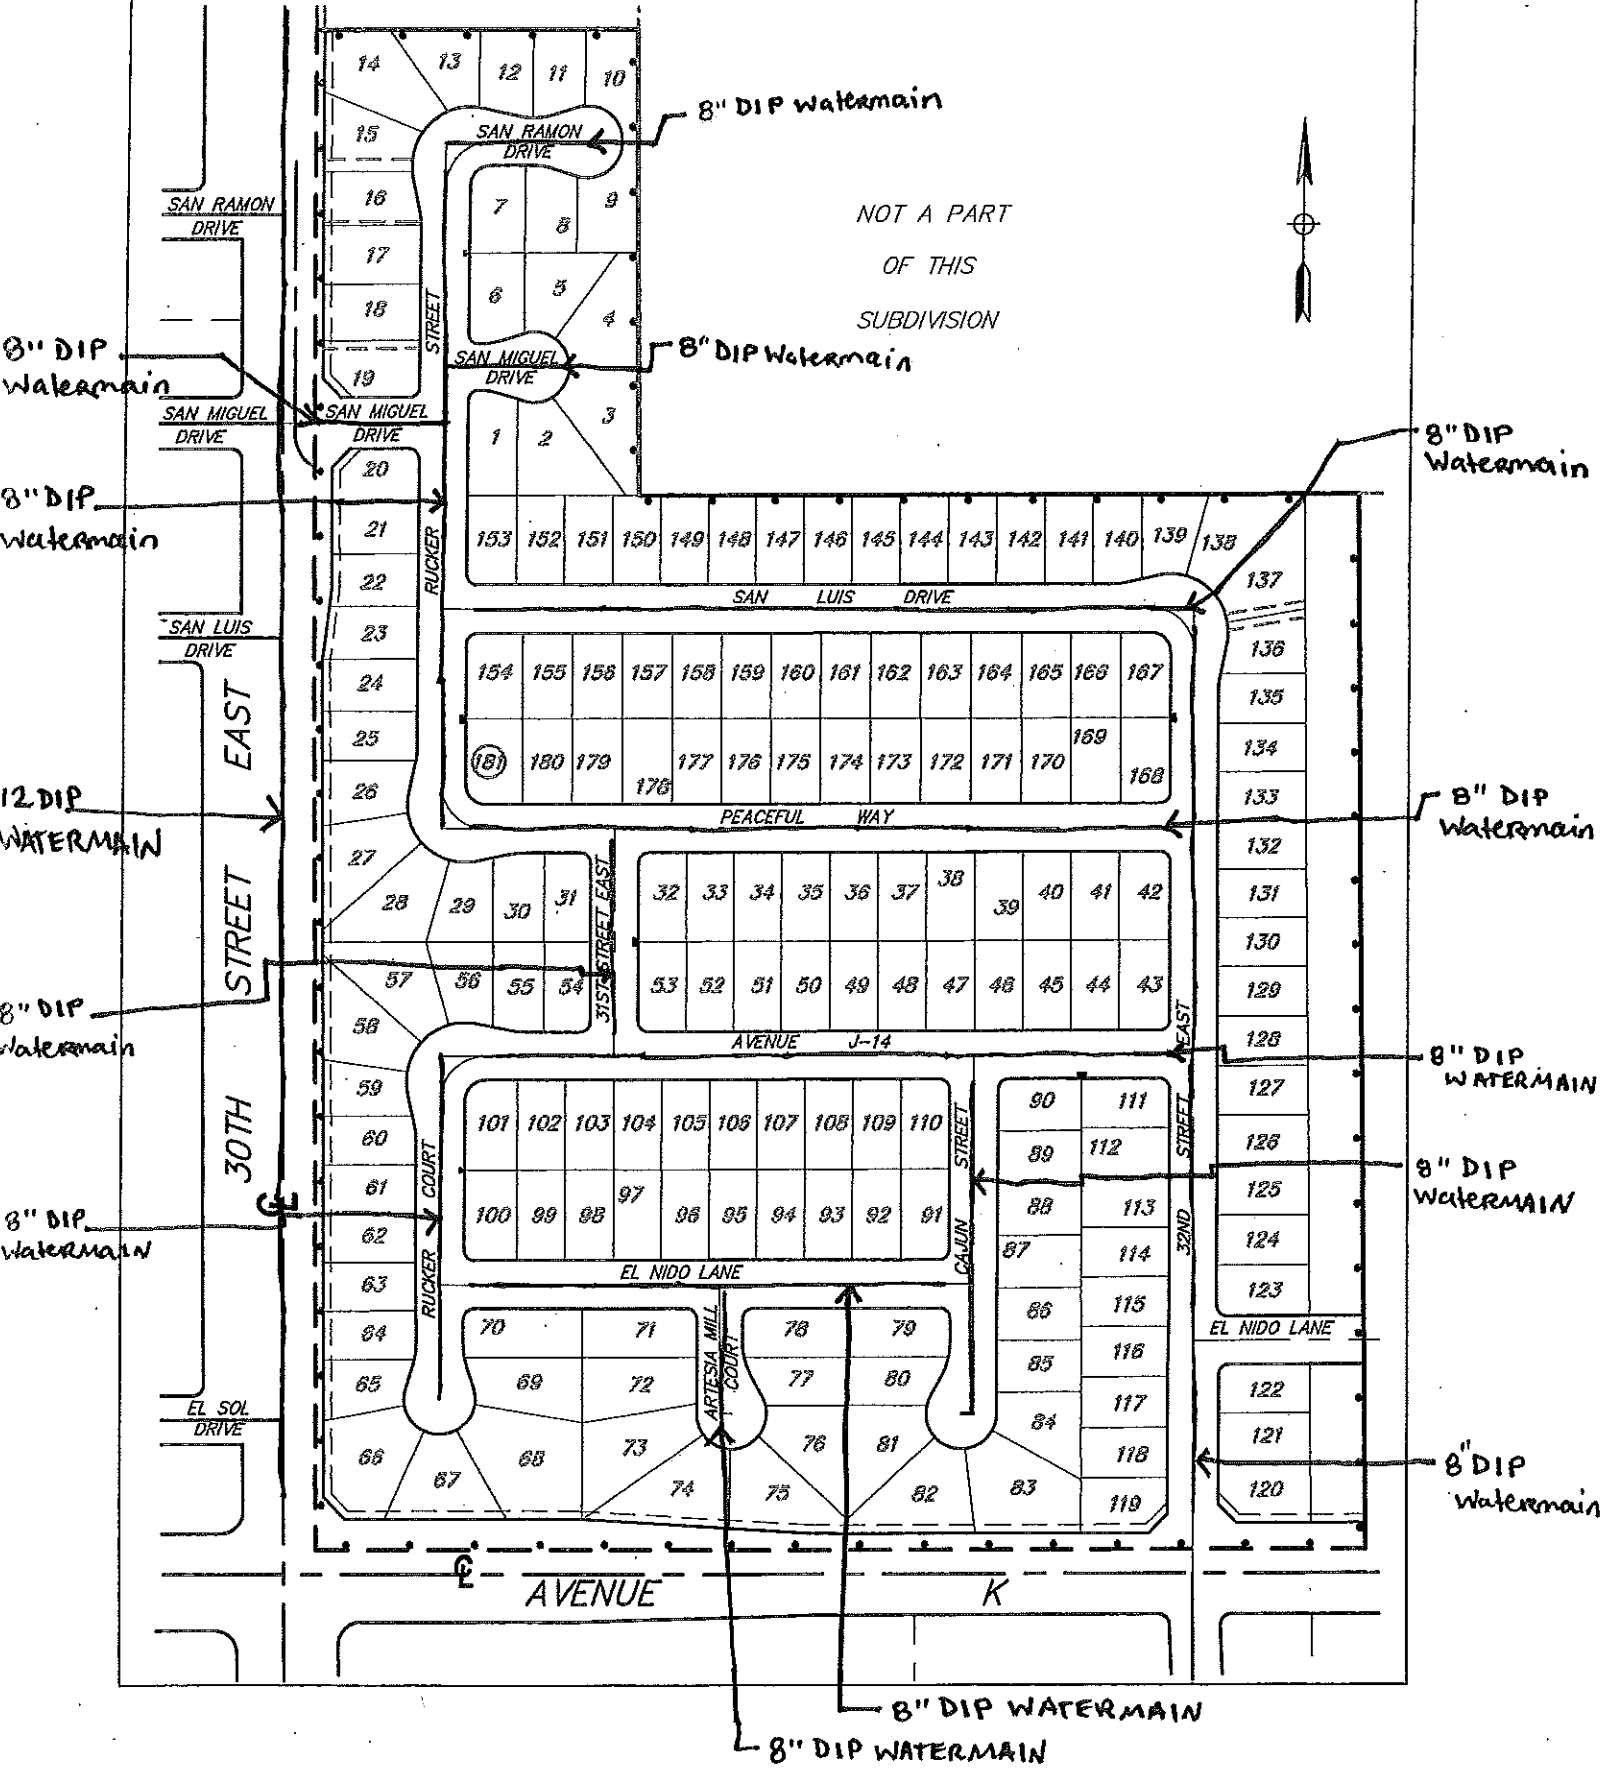 14
13
12
11
10
8" DIP Watermain
15
SAN RAMON
DRIVE
16
7
8
9
SAN RAMON
DRIVE
NOT A PART
OF THIS
SUBDIVISION
17
18
6
5
4
STREET
8" DIP
Watermain
SAN MIGUEL
DRIVE
8" DIP Watermain
19
SAN MIGUEL
DRIVE
SAN MIGUEL
DRIVE
1
2
3
8" DIP
Watermain
20
8" DIP
Watermain
21
RUCKER
153 152 151 150 149 148 147 146 145 144 143 142 141 140 139 138
137
22
SAN LUIS DRIVE
SAN LUIS
DRIVE
23
136
24
154 155 156 157 158 159 160 161 162 163 164 165 166 167
135
25
134
181 180 179 178 177 176 175 174 173 172 171 170 169 168
26
133
12 DIP
WATERMAIN
8" DIP
Watermain
PEACEFUL WAY
27
132
28
29
30
31
31ST STREET EAST
32 33 34 35 36 37 38 39 40 41 42
131
130
30TH STREET EAST
57
56
55
54
53 52 51 50 49 48 47 46 45 44 43
129
8" DIP
Watermain
58
AVENUE J-14
128
8" DIP
WATERMAIN
32ND STREET EAST
59
127
101 102 103 104 105 106 107 108 109 110
90
111
60
126
89
112
61
125
8" DIP
WaterMAIN
100 99 98 97 96 95 94 93 92 91
88
113
62
124
8" DIP
WaterMAIN
87
114
CAJUN STREET
RUCKER COURT
EL NIDO LANE
63
123
86
115
64
70
71
78
79
EL NIDO LANE
116
85
65
69
72
77
80
122
ARTESIA MILL
COURT
117
EL SOL
DRIVE
84
121
66
67
68
73
74
75
76
81
82
83
118
119
120
8" DIP
Watermain
CL
CL
AVENUE K
8" DIP WATERMAIN
8" DIP WATERMAIN